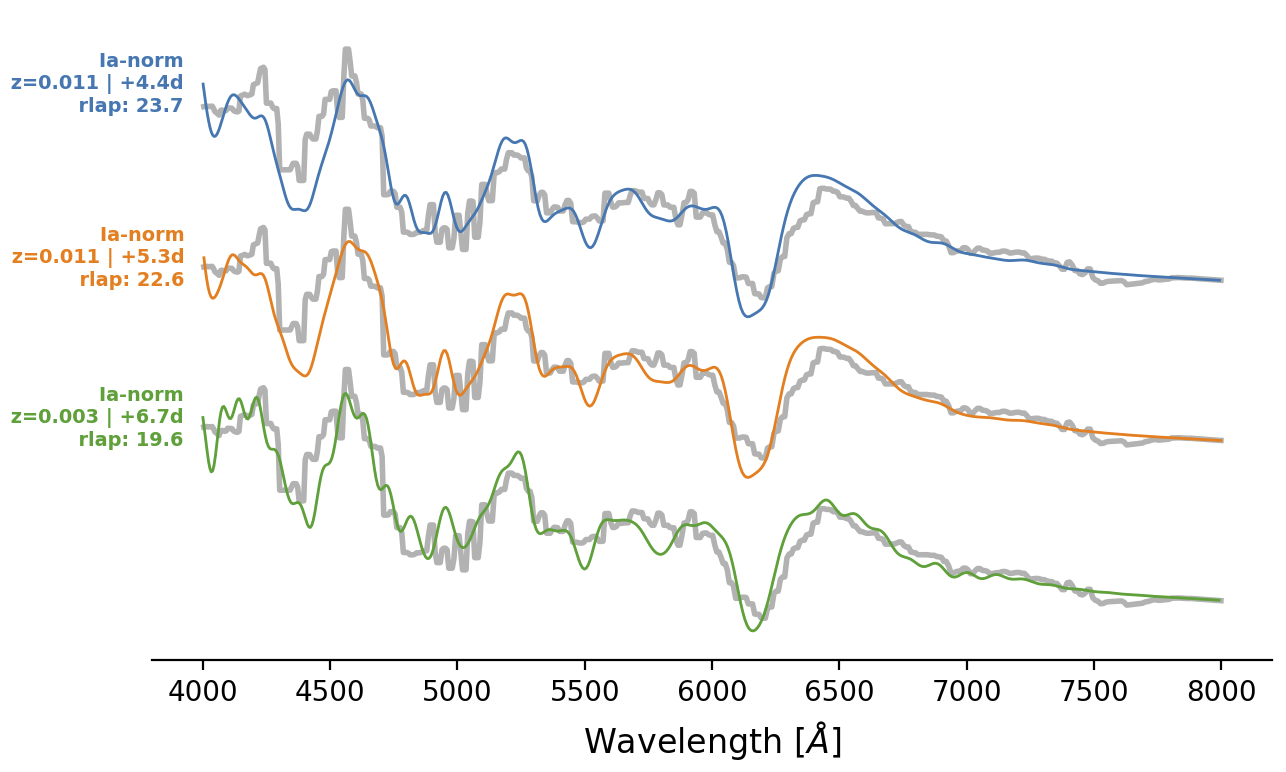 Ia-norm
z=0.011 | +4.4d
rlap: 23.7
Ia-norm
z=0.011 | +5.3d
rlap: 22.6
Ia-norm
z=0.003 | +6.7d
rlap: 19.6
4000 4500 5000 5500 6000 6500 7000 7500 8000
Wavelength [Å]